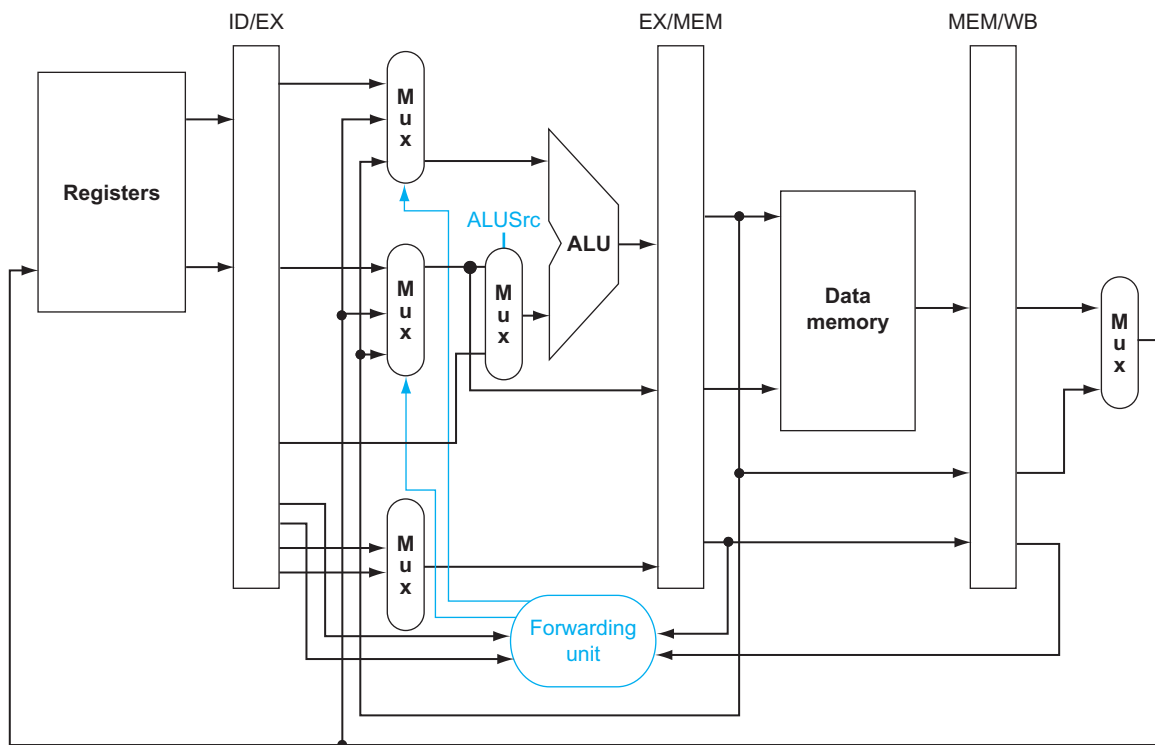 ID/EX
EX/MEM
MEM/WB
M
u
x
Registers
ALUSrc
ALU
M
u
x
M
u
x
Data
memory
M
u
x
M
u
x
Forwarding
unit